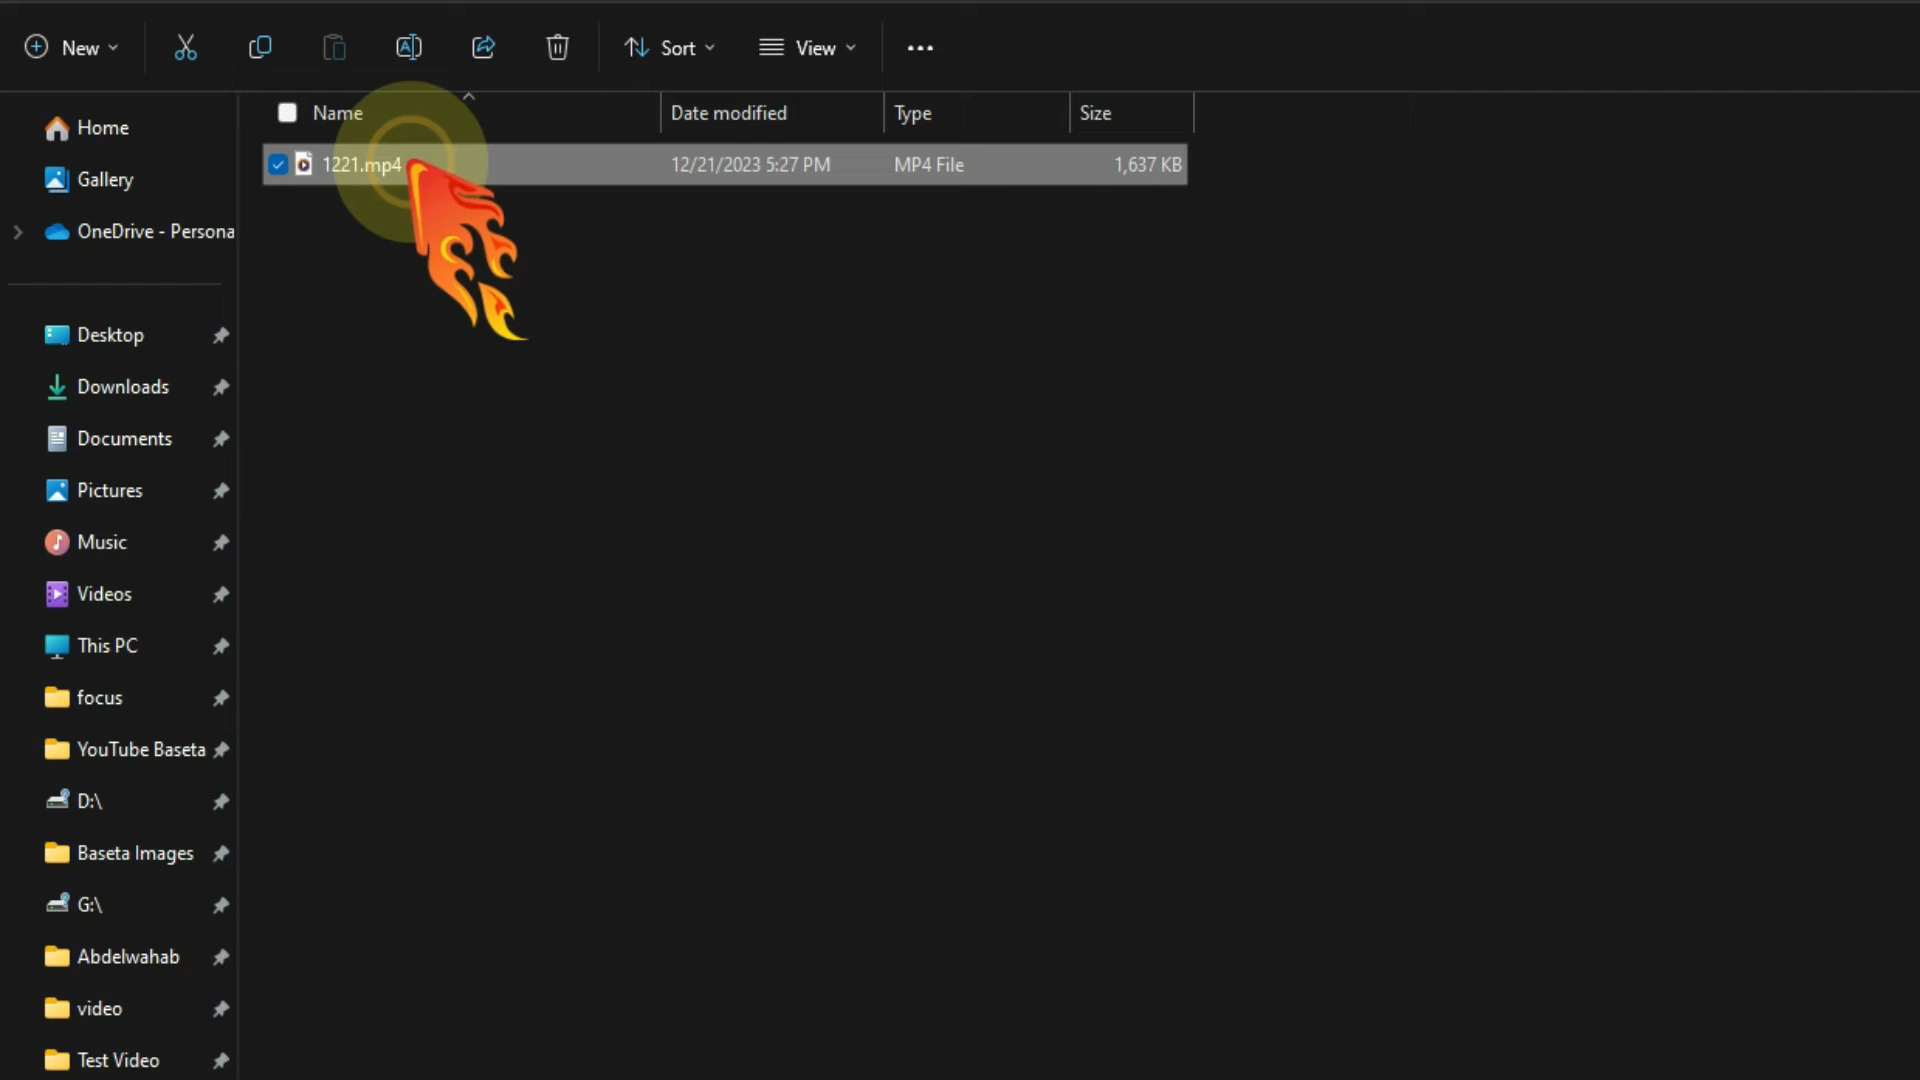 New
Sort
View
Name
Date modified
Type
Size
1221.mp4
12/21/2023 5:27 PM
MP4 File
1,637 KB
Home
Gallery
OneDrive - Persona
Desktop
Downloads
Documents
Pictures
Music
Videos
This PC
focus
YouTube Baseta
D:\
Baseta Images
G:\
Abdelwahab
video
Test Video